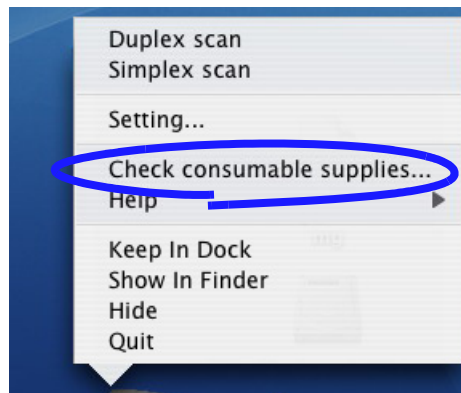 Duplex scan
Simplex scan
Setting...
Check consumable supplies...
Help
Keep In Dock
Show In Finder
Hide
Quit